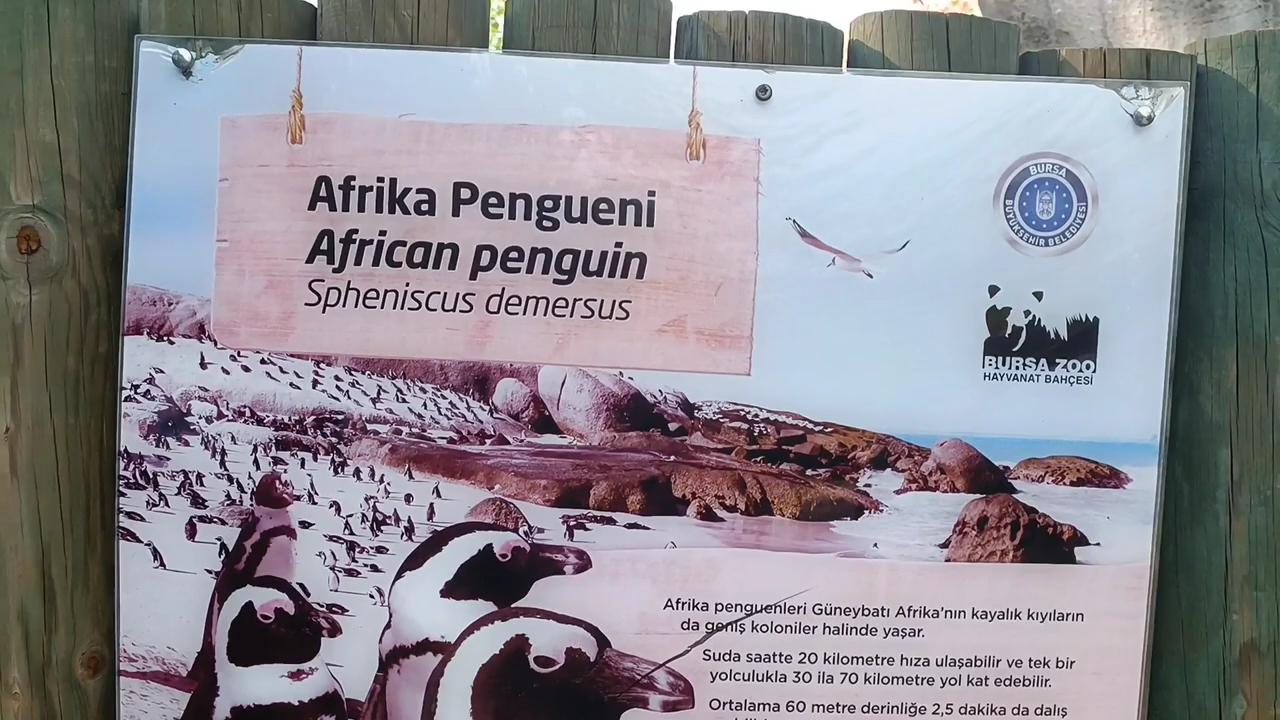 Afrika Pengueni
African penguin
Spheniscus demersus
BURSA
BÜYÜKŞEHİR BELEDİYESİ
BURSA ZOO
HAYVANAT BAHÇESİ
Afrika penguenleri Güneybatı Afrika'nın kayalık kıyıların
da geniş koloniler halinde yaşar.
Suda saatte 20 kilometre hıza ulaşabilir ve tek bir
yolculukla 30 ila 70 kilometre yol kat edebilir.
Ortalama 60 metre derinliğe 2,5 dakika da dalış